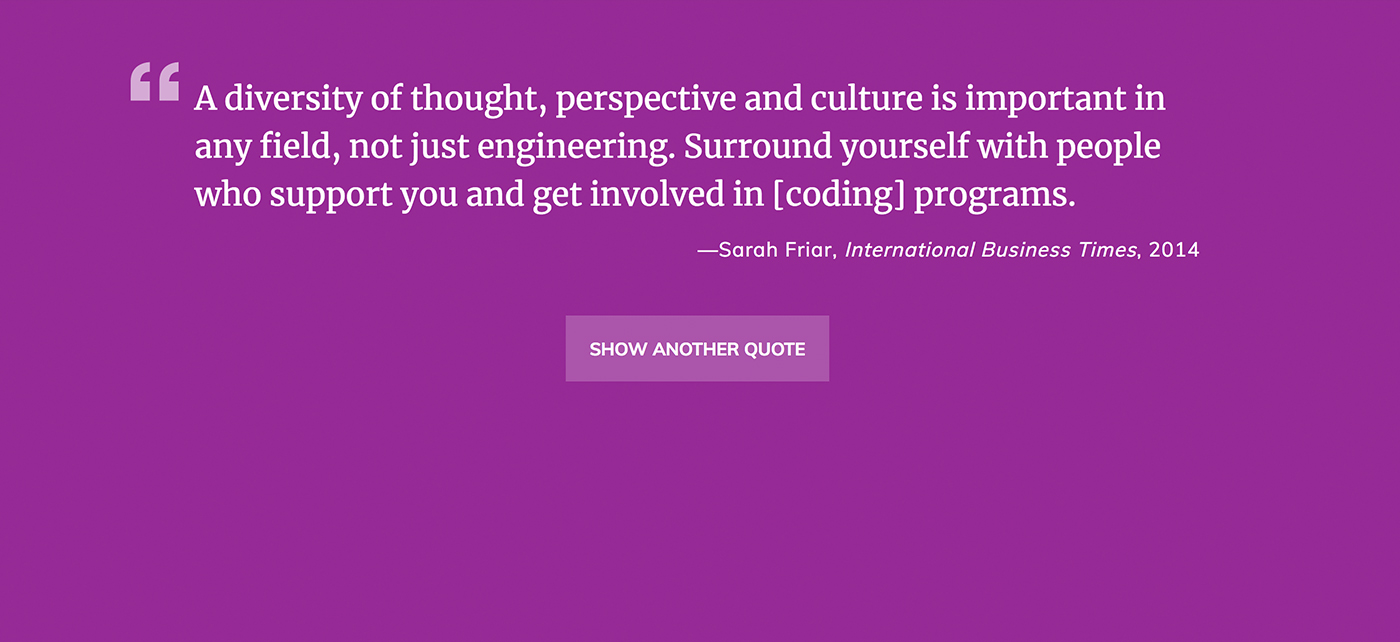 “
A diversity of thought, perspective and culture is important in
any field, not just engineering. Surround yourself with people
who support you and get involved in [coding] programs.
—Sarah Friar, International Business Times, 2014
SHOW ANOTHER QUOTE